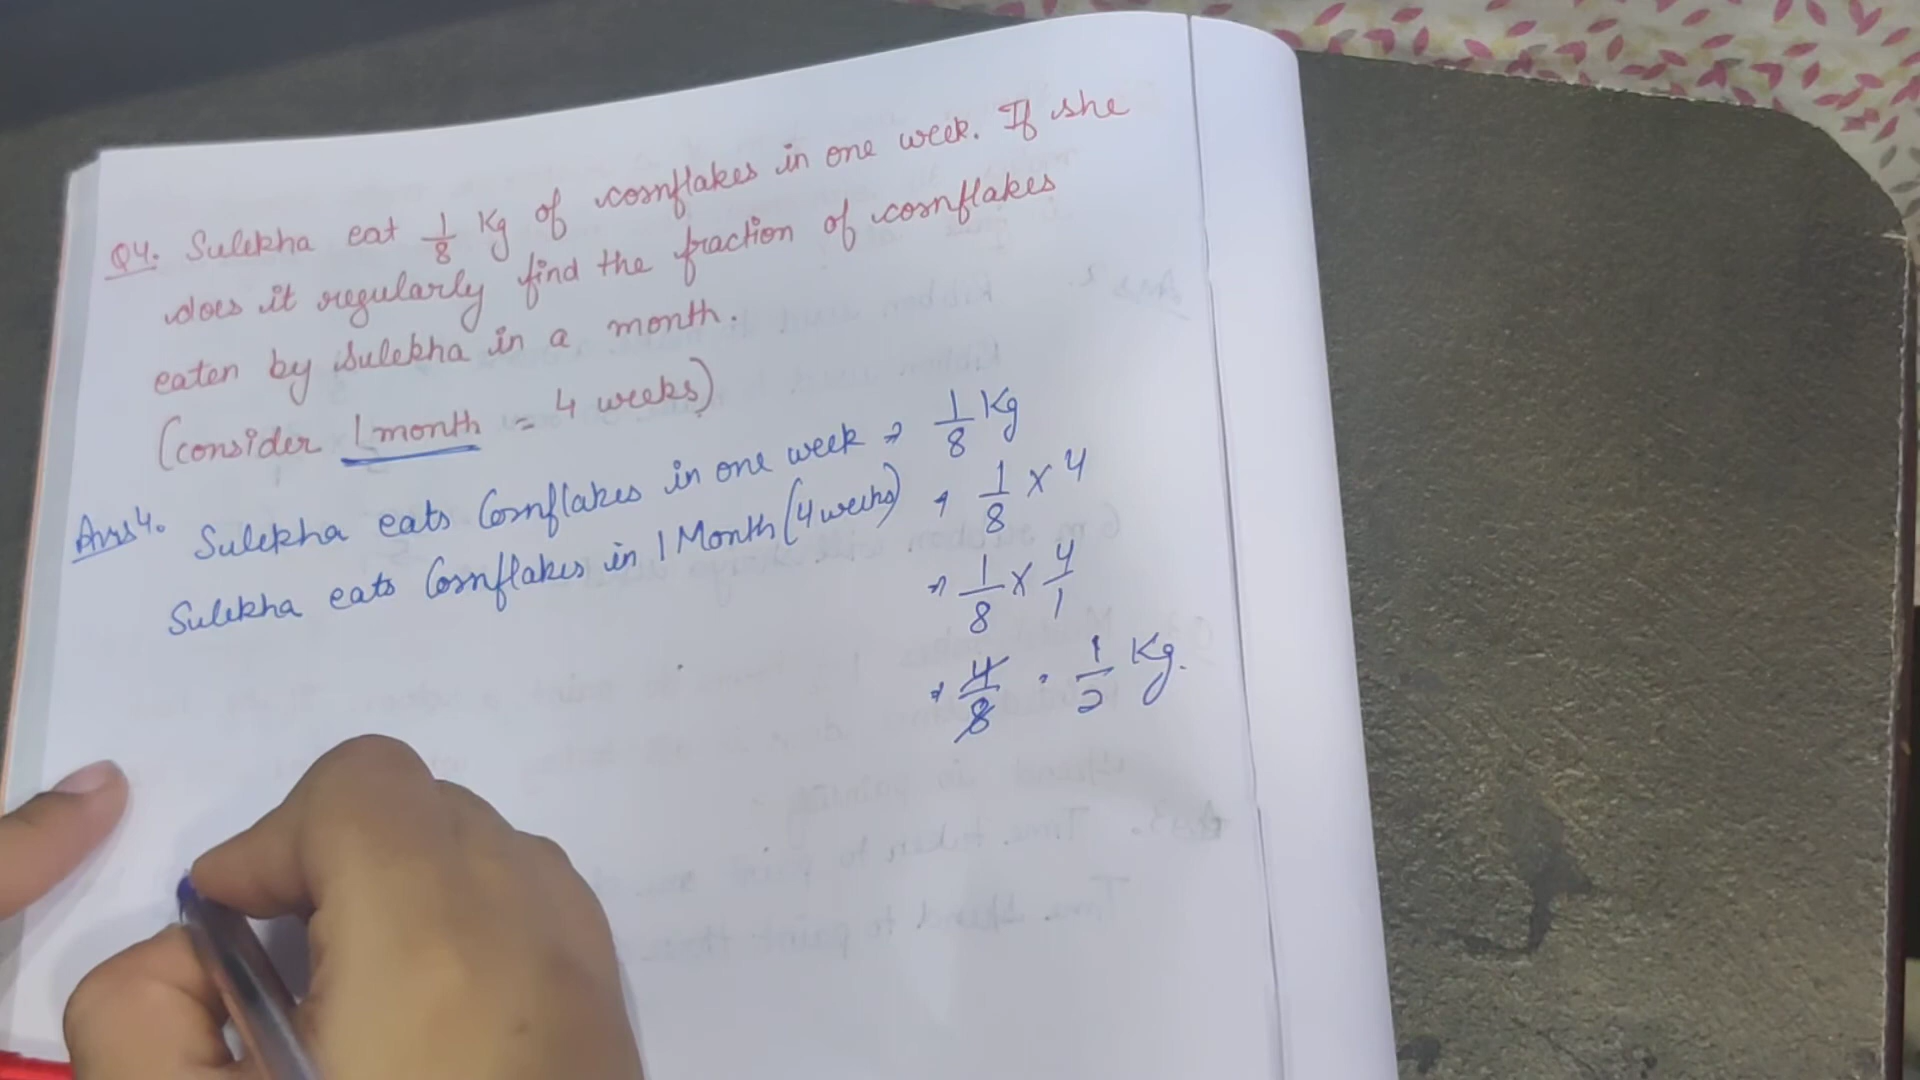 Q4. Sulekha eat 1/8 Kg of cornflakes in one week. If she
does it regularly find the fraction of cornflakes
eaten by Sulekha in a month.
(consider 1 month = 4 weeks)
Ans4. Sulekha eats Cornflakes in one week → 1/8 Kg
Sulekha eats Cornflakes in 1 Month (4 weeks) → 1/8 x 4
→ 1/8 x 4/1
→ 4/8 = 1/2 Kg.